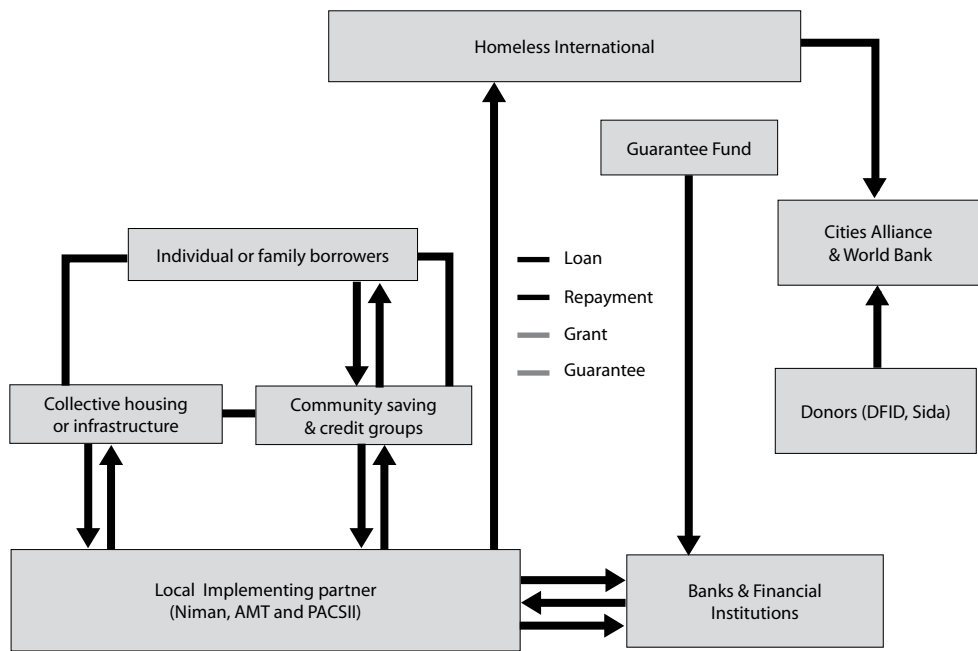 Homeless International
Guarantee Fund
Cities Alliance
& World Bank
Individual or family borrowers
Loan
Repayment
Grant
Guarantee
Collective housing
or infrastructure
Community saving
& credit groups
Donors (DFID, Sida)
Local Implementing partner
(Niman, AMT and PACSII)
Banks & Financial
Institutions